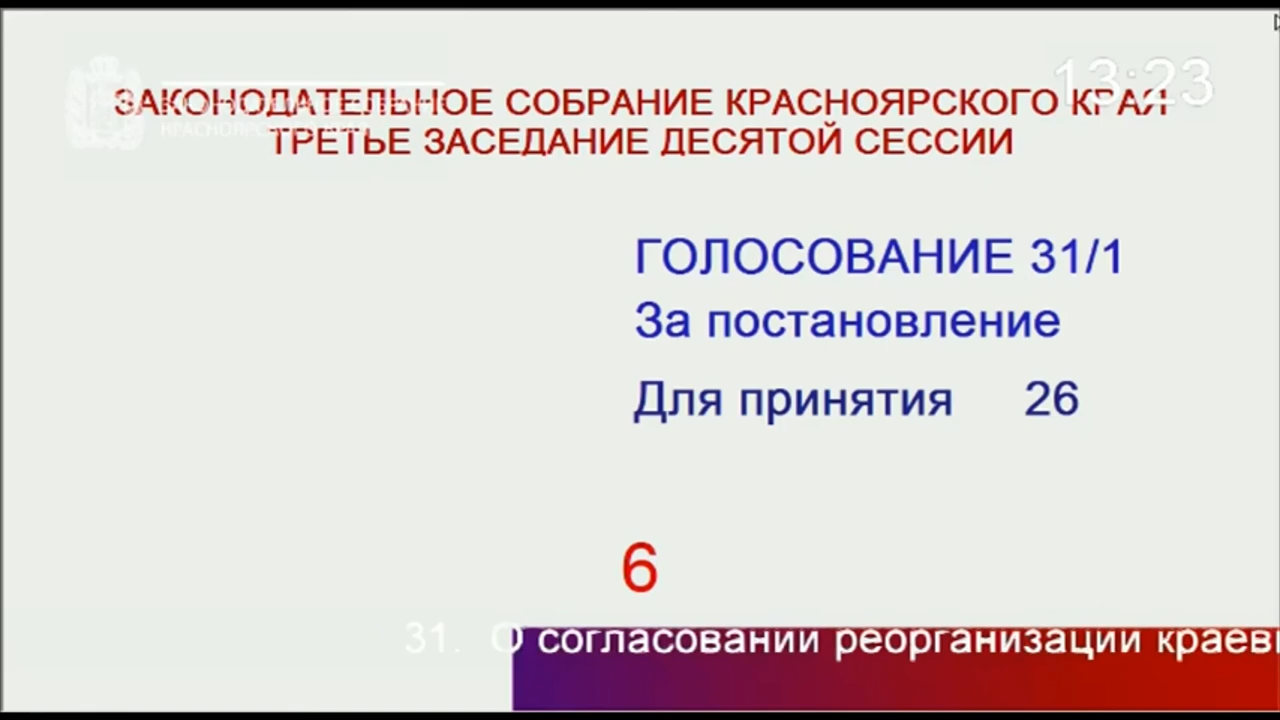 13:23
ЗАКОНОДАТЕЛЬНОЕ СОБРАНИЕ КРАСНОЯРСКОГО КРАЯ
ТРЕТЬЕ ЗАСЕДАНИЕ ДЕСЯТОЙ СЕССИИ
ГОЛОСОВАНИЕ 31/1
За постановление
Для принятия 26
6
31. О согласовании реорганизации краев